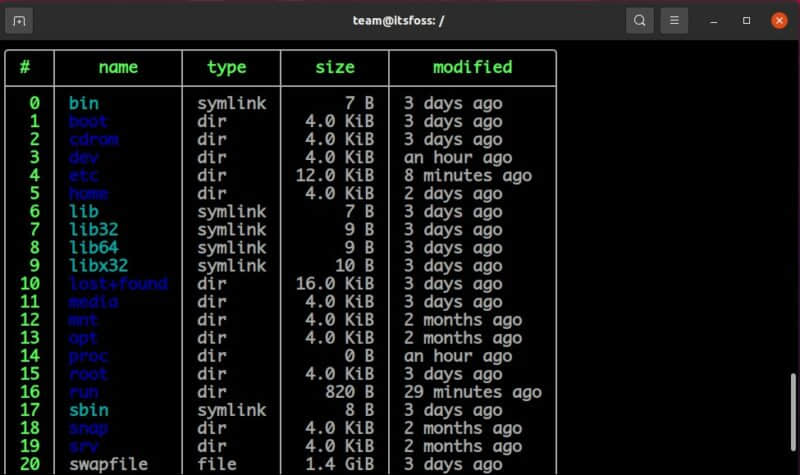 team@itsfoss: /
# name type size modified
0 bin symlink 7 B 3 days ago
1 boot dir 4.0 KiB 3 days ago
2 cdrom dir 4.0 KiB 3 days ago
3 dev dir 4.0 KiB an hour ago
4 etc dir 12.0 KiB 8 minutes ago
5 home dir 4.0 KiB 2 days ago
6 lib symlink 7 B 3 days ago
7 lib32 symlink 9 B 3 days ago
8 lib64 symlink 9 B 3 days ago
9 libx32 symlink 10 B 3 days ago
10 lost+found dir 16.0 KiB 3 days ago
11 media dir 4.0 KiB 3 days ago
12 mnt dir 4.0 KiB 2 months ago
13 opt dir 4.0 KiB 2 months ago
14 proc dir 0 B an hour ago
15 root dir 4.0 KiB 3 days ago
16 run dir 820 B 29 minutes ago
17 sbin symlink 8 B 3 days ago
18 snap dir 4.0 KiB 2 months ago
19 srv dir 4.0 KiB 2 months ago
20 swapfile file 1.4 GiB 3 days ago